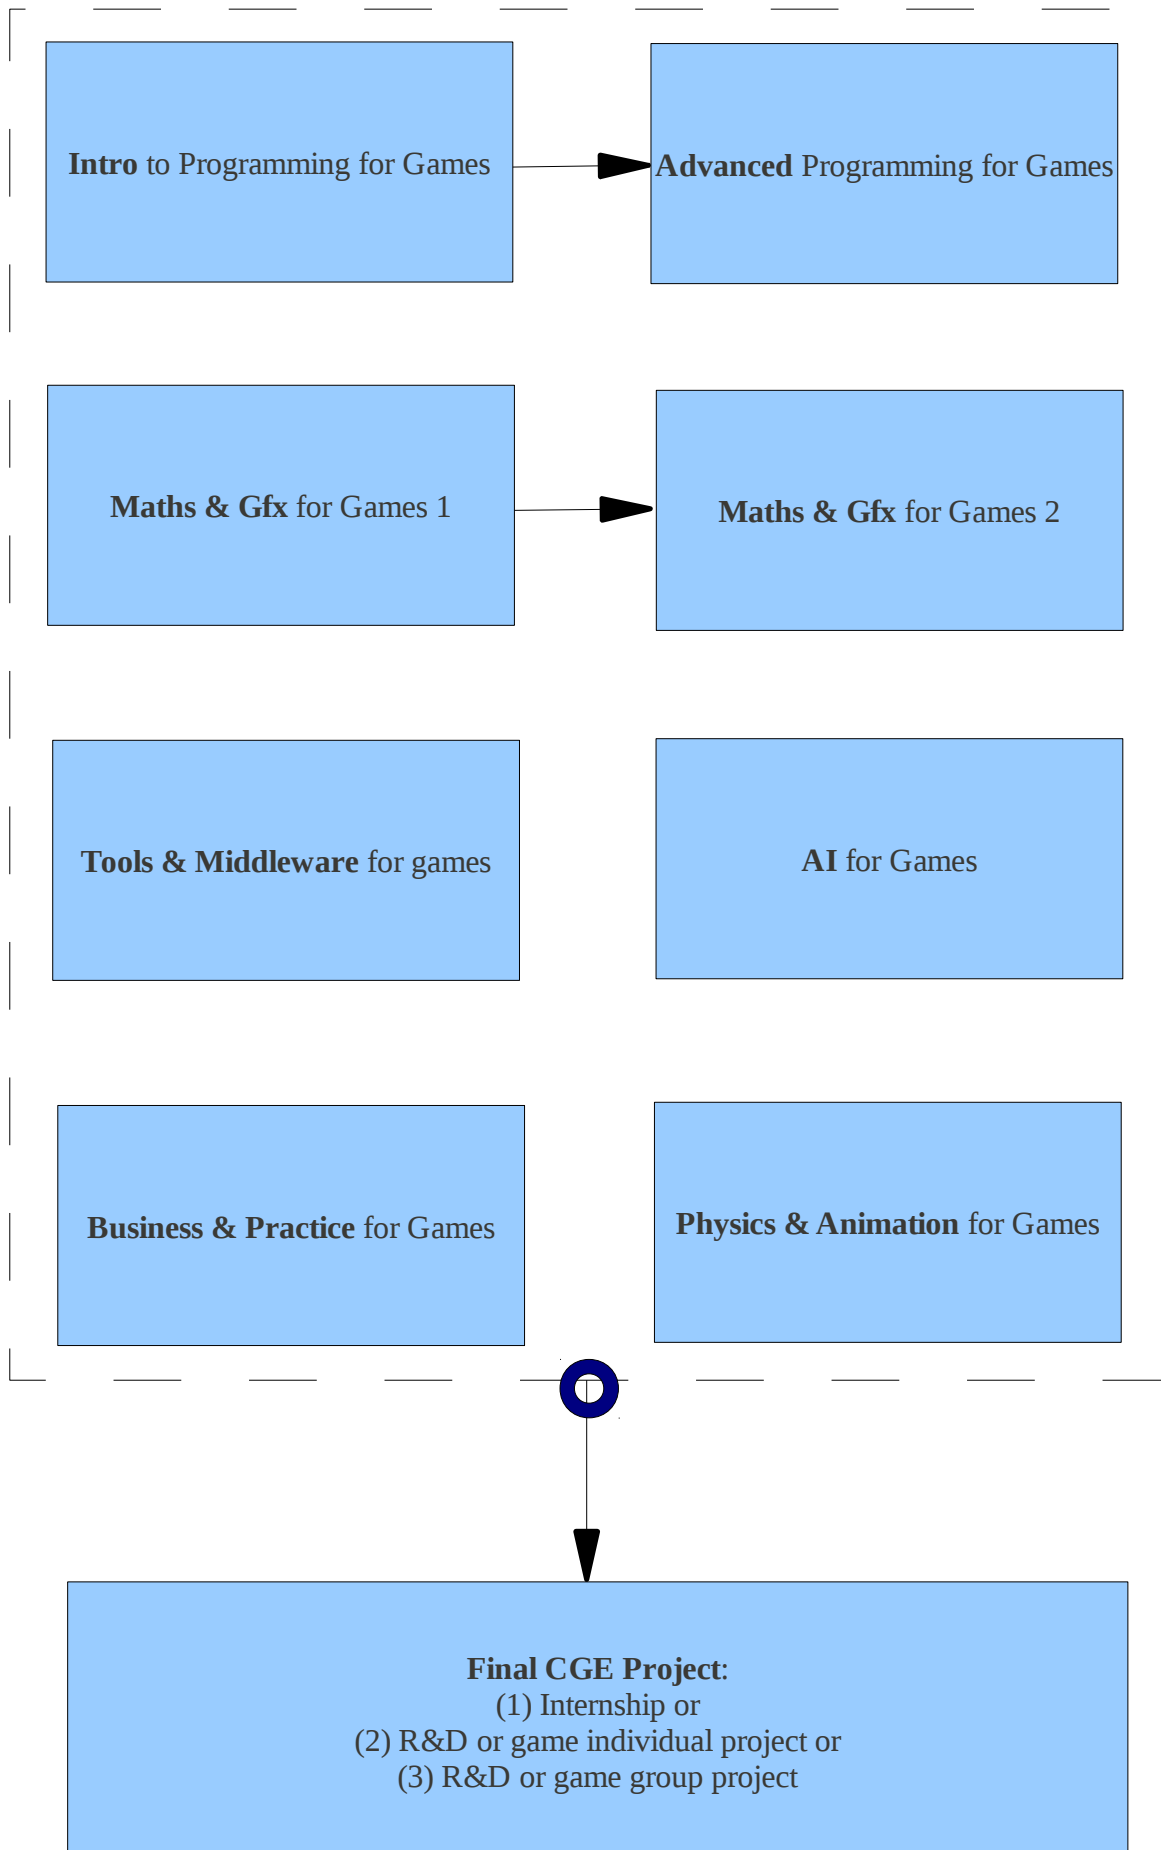 Intro to Programming for Games
Advanced Programming for Games
Maths & Gfx for Games 1
Maths & Gfx for Games 2
Tools & Middleware for games
AI for Games
Business & Practice for Games
Physics & Animation for Games
Final CGE Project:
(1) Internship or
(2) R&D or game individual project or
(3) R&D or game group project